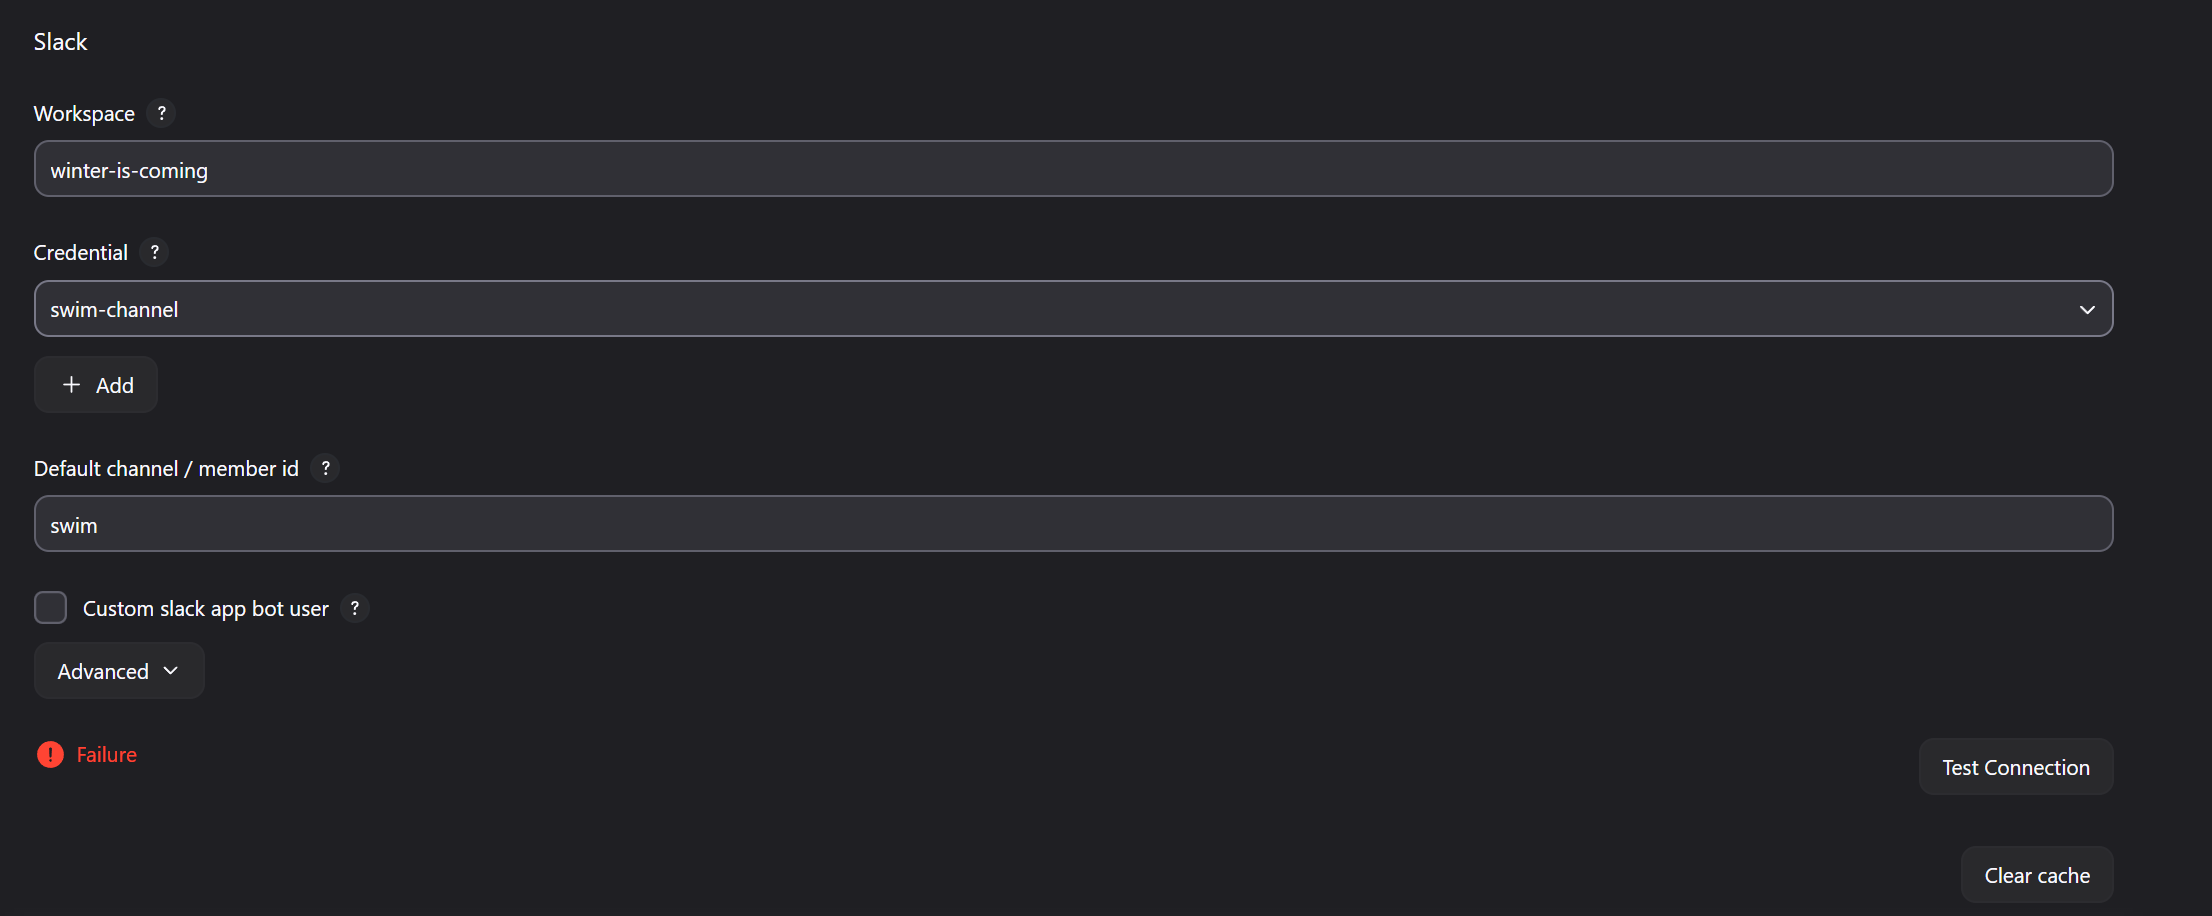 Slack
Workspace ?
winter-is-coming
Credential ?
swim-channel
+ Add
Default channel / member id ?
swim
Custom slack app bot user ?
Advanced
! Failure
Test Connection
Clear cache